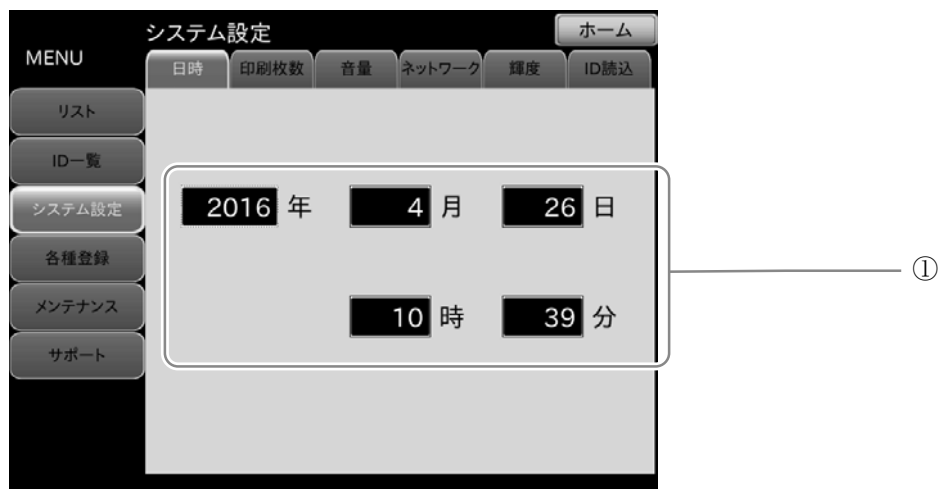 システム設定
ホーム
MENU
日時 印刷枚数 音量 ネットワーク 輝度 ID読込
リスト
ID一覧
システム設定
各種登録
メンテナンス
サポート
2016 年 4 月 26 日
10 時 39 分
①